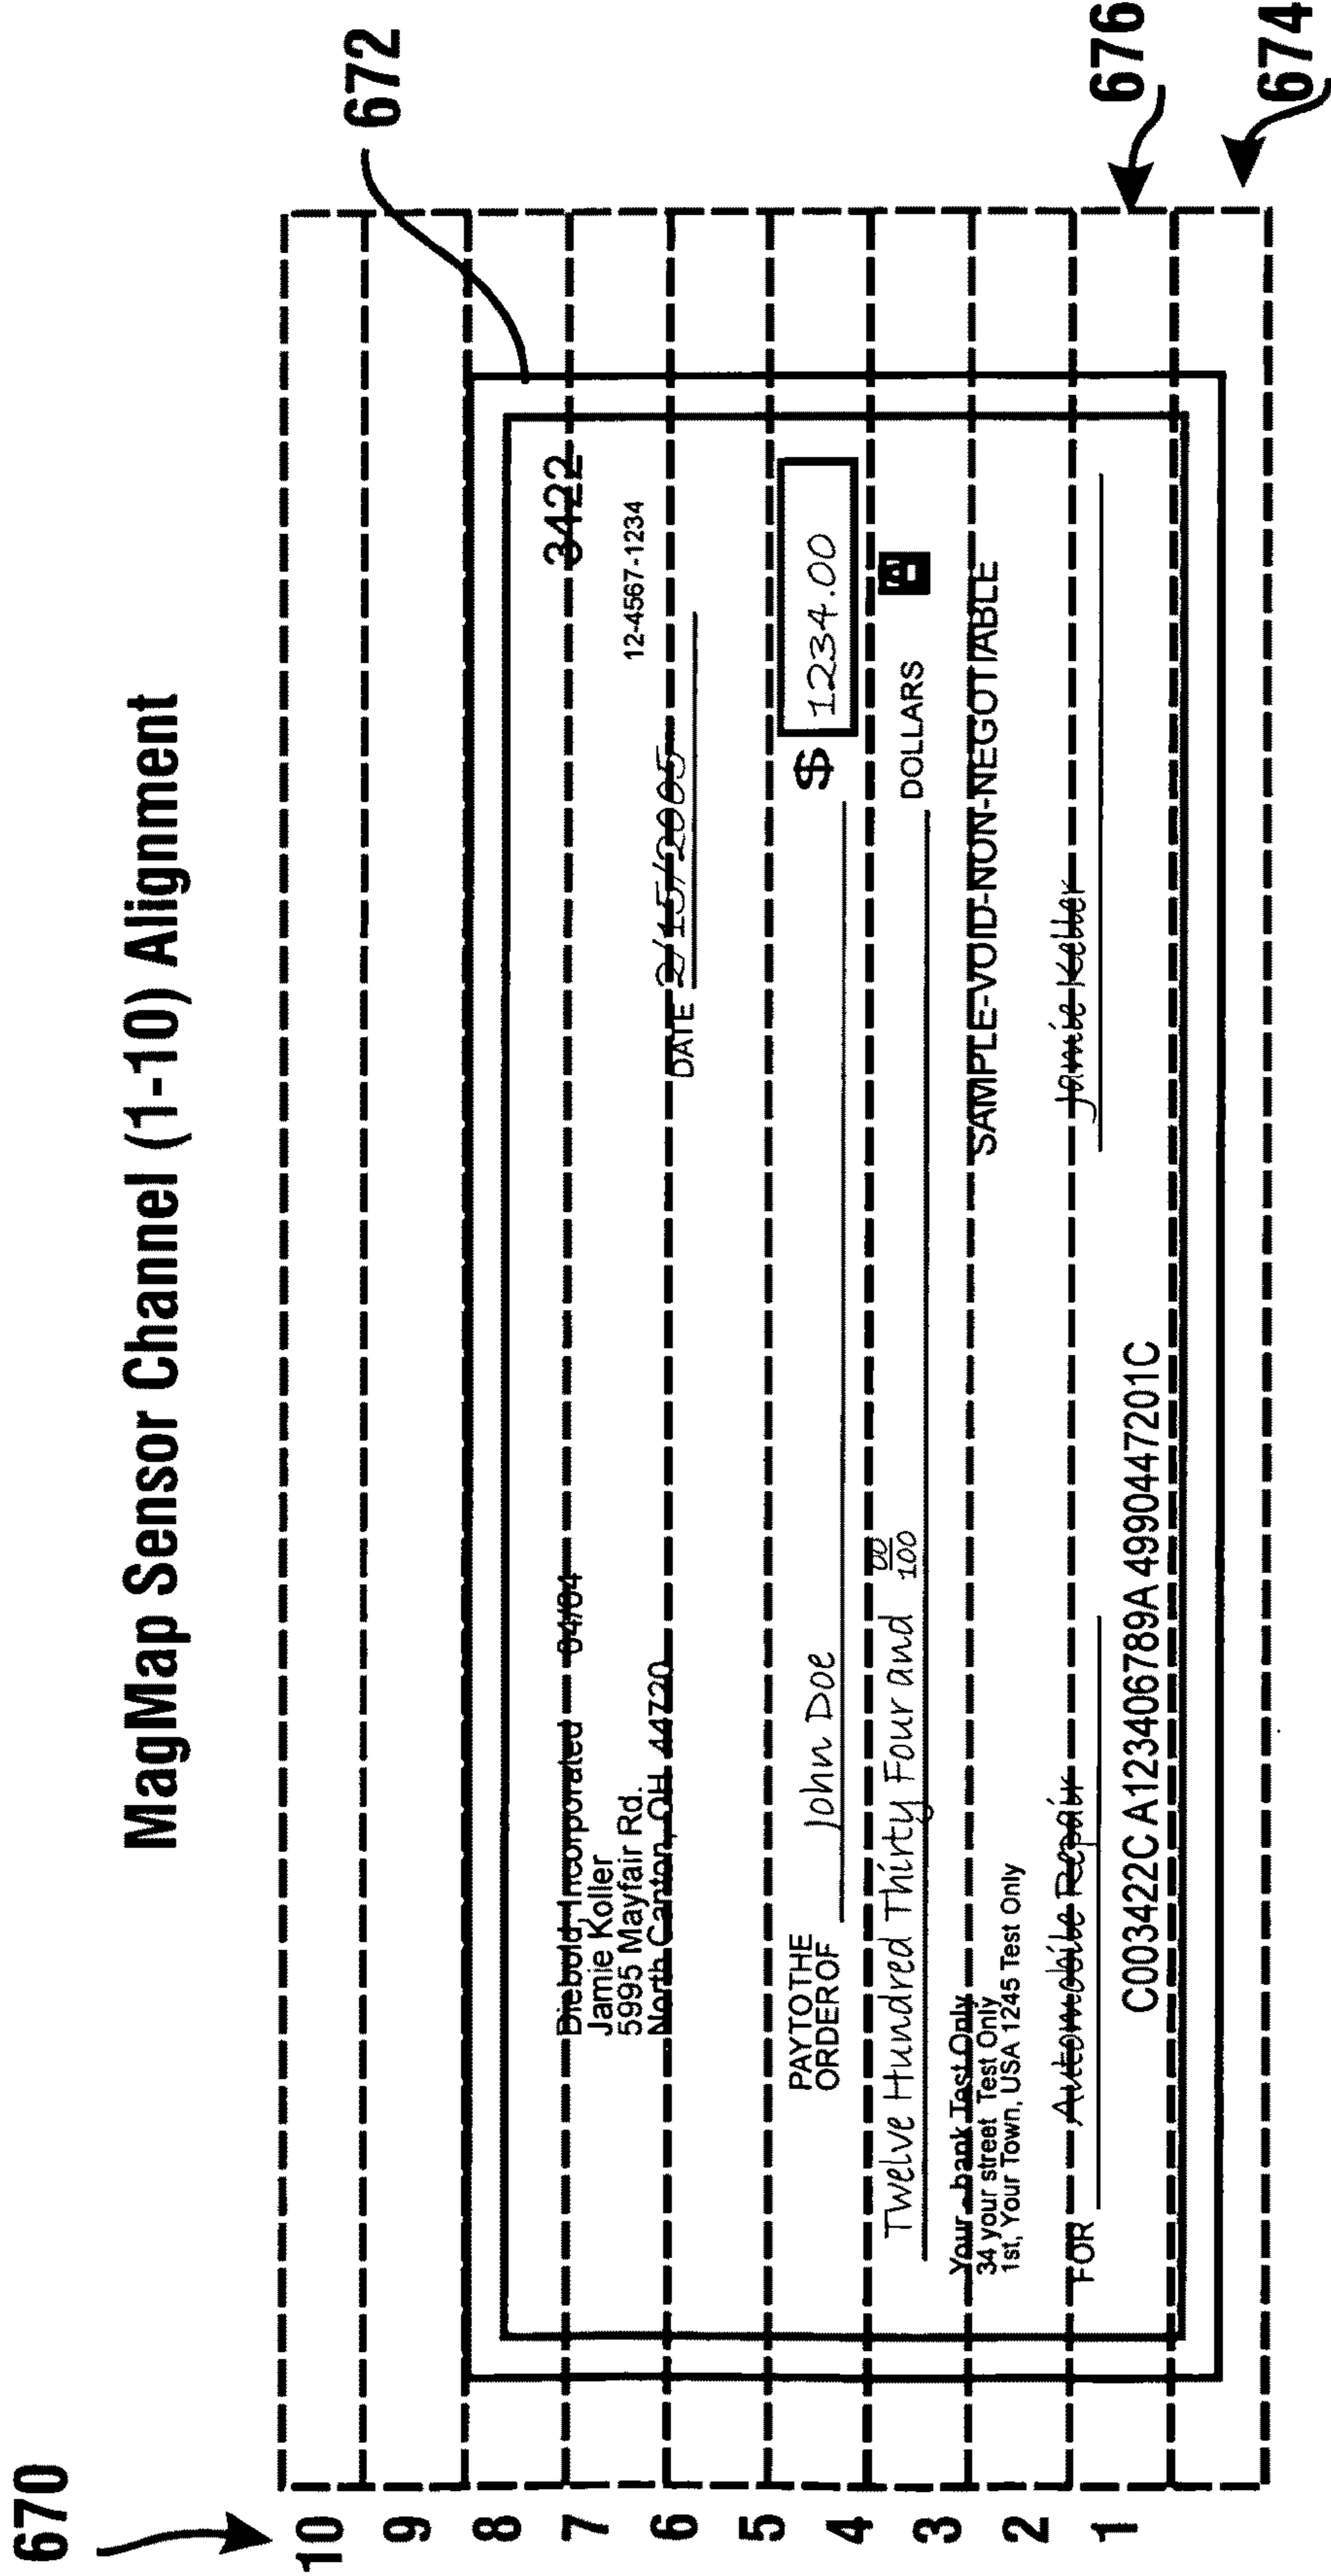 670
MagMap Sensor Channel (1-10) Alignment
672
10
9
8
7
6
5
4
3
2
1
Diebold, Incorporated 04/04
3422
Jamie Koller
5995 Mayfair Rd.
12-4567-1234
North Canton, OH 44720
DATE 2/15/2005
PAY TO THE
ORDER OF John Doe $ 1234.00
Twelve Hundred Thirty Four and 00/100 DOLLARS
Your bank Test Only
34 your street Test Only
1st, Your Town, USA 1245 Test Only
SAMPLE-VOID-NON-NEGOTIABLE
FOR Automobile Repair Jamie Keller
C003422C A123406789A 4990447201C
676
674